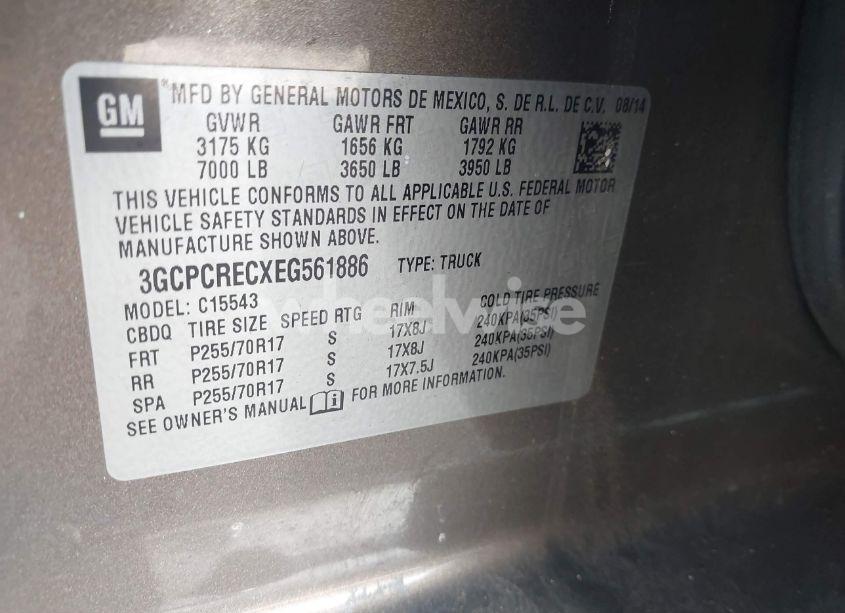 GM
®MFD BY GENERAL MOTORS DE MEXICO, S. DE R.L. DE C.V. 08/14
GVWR GAWR FRT GAWR RR
3175 KG 1656 KG 1792 KG
7000 LB 3650 LB 3950 LB
THIS VEHICLE CONFORMS TO ALL APPLICABLE U.S. FEDERAL MOTOR
VEHICLE SAFETY STANDARDS IN EFFECT ON THE DATE OF
MANUFACTURE SHOWN ABOVE.
3GCPCRECXEG561886 TYPE: TRUCK
MODEL: C15543
CBDQ TIRE SIZE SPEED RTG RIM COLD TIRE PRESSURE
FRT P255/70R17 S 17X8J 240KPA(35PSI)
RR P255/70R17 S 17X8J 240KPA(35PSI)
SPA P255/70R17 S 17X7.5J 240KPA(35PSI)
SEE OWNER'S MANUAL FOR MORE INFORMATION.
wheelwise